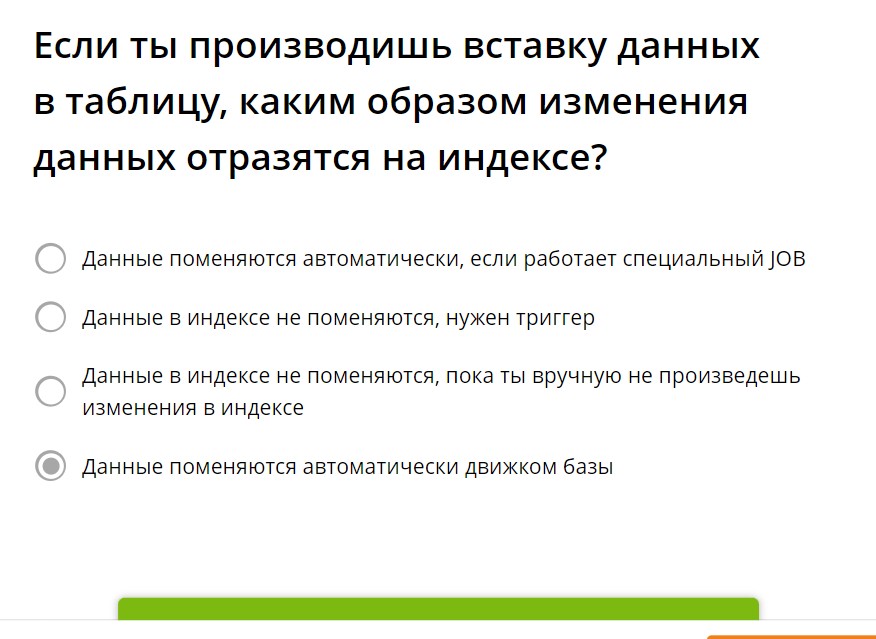 Если ты производишь вставку данных
в таблицу, каким образом изменения
данных отразятся на индексе?
Данные поменяются автоматически, если работает специальный JOB
Данные в индексе не поменяются, нужен триггер
Данные в индексе не поменяются, пока ты вручную не произведешь
изменения в индексе
Данные поменяются автоматически движком базы